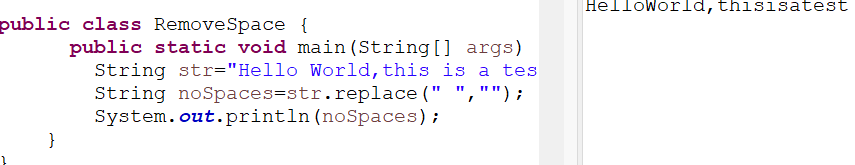 public class RemoveSpace {
public static void main(String[] args)
String str="Hello World,this is a tes
String noSpaces=str.replace(" ","");
System.out.println(noSpaces);
}
}
HelloWorld,thisisatest